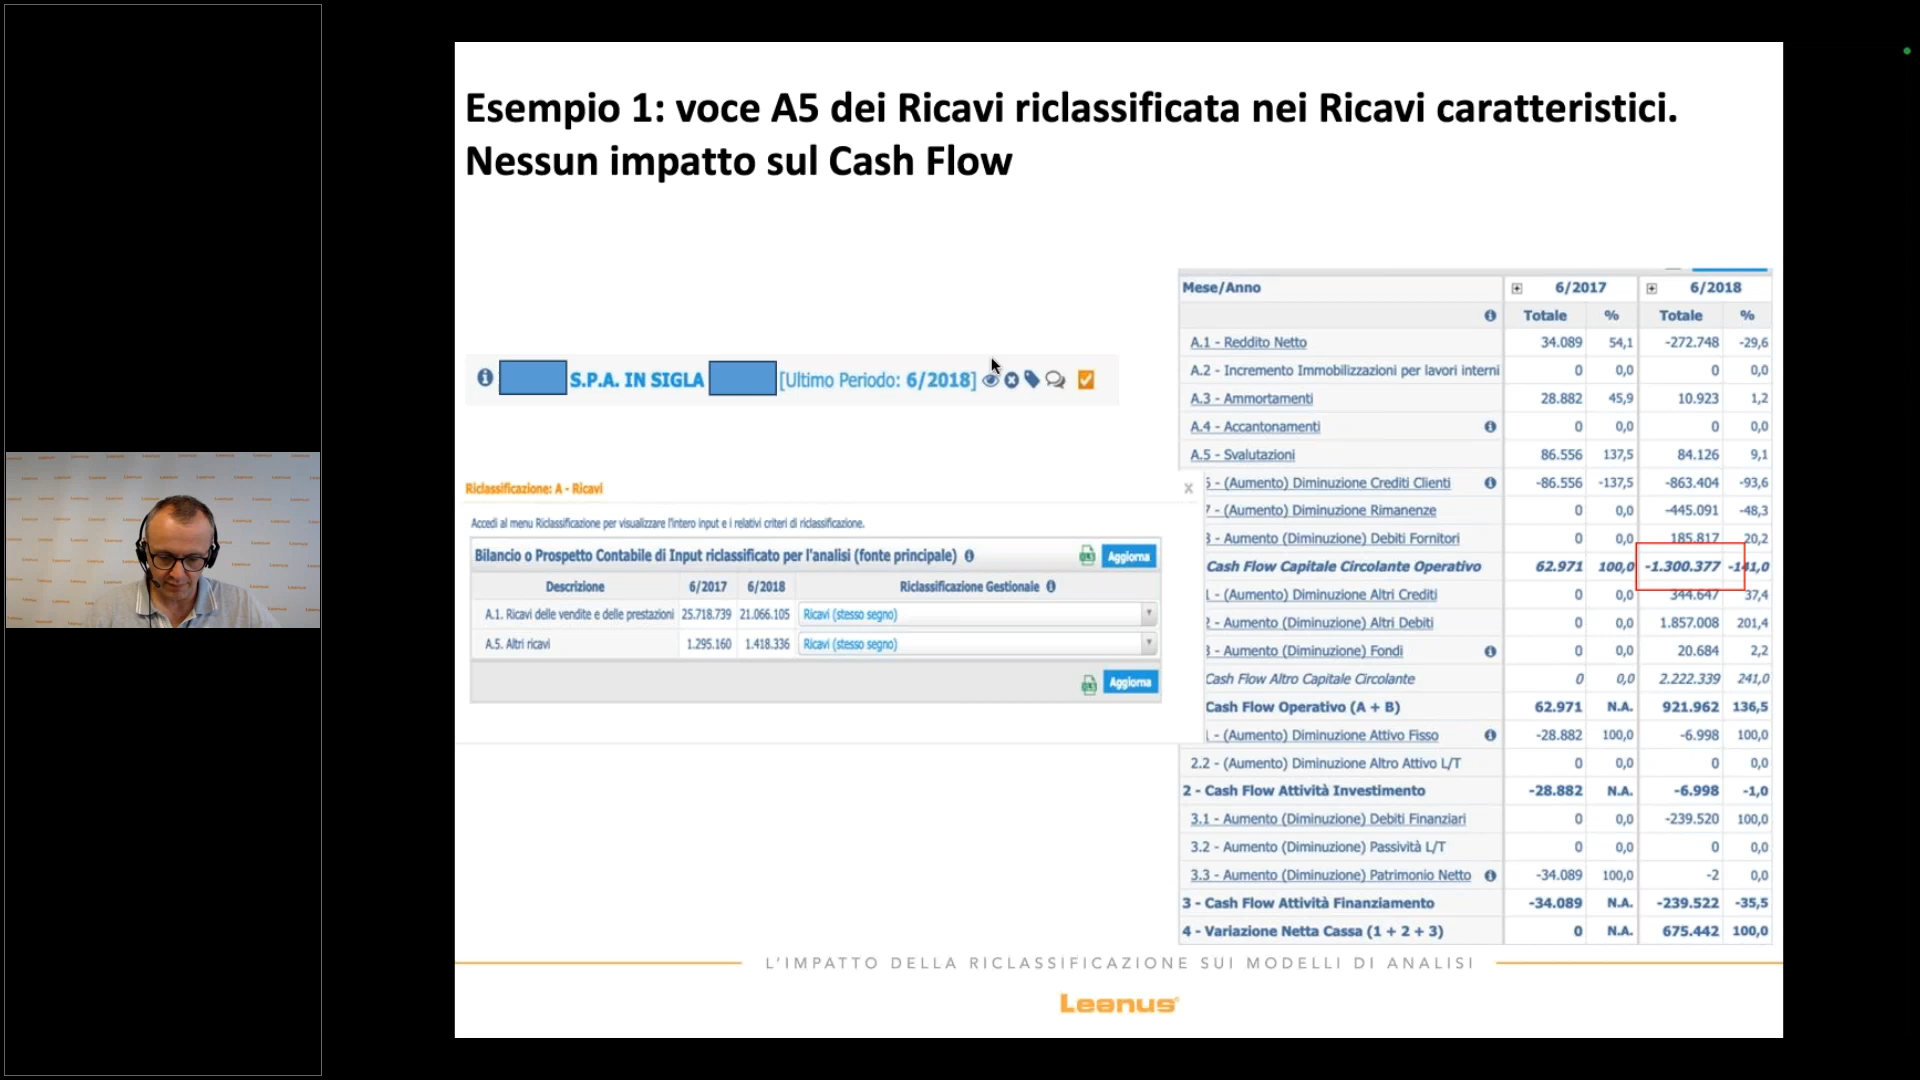 Esempio 1: voce A5 dei Ricavi riclassificata nei Ricavi caratteristici.
Nessun impatto sul Cash Flow
S.P.A. IN SIGLA [Ultimo Periodo: 6/2018]
Riclassificazione: A - Ricavi x
Accedi al menu Riclassificazione per visualizzare l'intero input e i relativi criteri di riclassificazione.
Bilancio o Prospetto Contabile di Input riclassificato per l'analisi (fonte principale) Aggiorna
Descrizione 6/2017 6/2018 Riclassificazione Gestionale
A.1. Ricavi delle vendite e delle prestazioni 25.718.739 21.066.105 Ricavi (stesso segno)
A.5. Altri ricavi 1.295.160 1.418.336 Ricavi (stesso segno)
Aggiorna
Mese/Anno 6/2017 6/2018
Totale % Totale %
A.1 - Reddito Netto 34.089 54,1 -272.748 -29,6
A.2 - Incremento Immobilizzazioni per lavori interni 0 0,0 0 0,0
A.3 - Ammortamenti 28.882 45,9 10.923 1,2
A.4 - Accantonamenti 0 0,0 0 0,0
A.5 - Svalutazioni 86.556 137,5 84.126 9,1
- (Aumento) Diminuzione Crediti Clienti -86.556 -137,5 -863.404 -93,6
- (Aumento) Diminuzione Rimanenze 0 0,0 -445.091 -48,3
- Aumento (Diminuzione) Debiti Fornitori 0 0,0 185.817 20,2
Cash Flow Capitale Circolante Operativo 62.971 100,0 -1.300.377 -141,0
- (Aumento) Diminuzione Altri Crediti 0 0,0 344.647 37,4
- Aumento (Diminuzione) Altri Debiti 0 0,0 1.857.008 201,4
- Aumento (Diminuzione) Fondi 0 0,0 20.684 2,2
Cash Flow Altro Capitale Circolante 0 0,0 2.222.339 241,0
Cash Flow Operativo (A + B) 62.971 N.A. 921.962 136,5
- (Aumento) Diminuzione Attivo Fisso -28.882 100,0 -6.998 100,0
2.2 - (Aumento) Diminuzione Altro Attivo L/T 0 0,0 0 0,0
2 - Cash Flow Attività Investimento -28.882 N.A. -6.998 -1,0
3.1 - Aumento (Diminuzione) Debiti Finanziari 0 0,0 -239.520 100,0
3.2 - Aumento (Diminuzione) Passività L/T 0 0,0 0 0,0
3.3 - Aumento (Diminuzione) Patrimonio Netto -34.089 100,0 -2 0,0
3 - Cash Flow Attività Finanziamento -34.089 N.A. -239.522 -35,5
4 - Variazione Netta Cassa (1 + 2 + 3) 0 N.A. 675.442 100,0
L'IMPATTO DELLA RICLASSIFICAZIONE SUI MODELLI DI ANALISI
Leanus